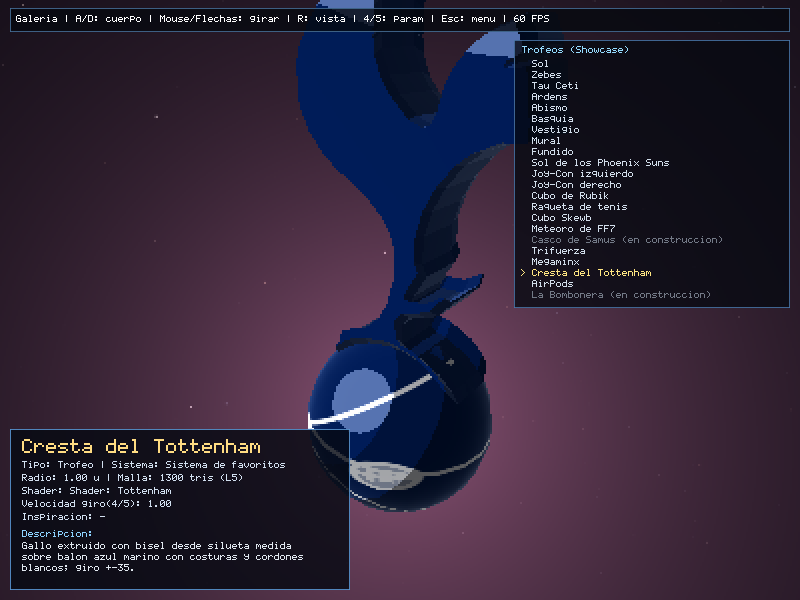 Galeria | A/D: cuerpo | Mouse/Flechas: girar | R: vista | 4/5: Param | Esc: menu | 60 FPS
Trofeos (Showcase)
Sol
Zebes
Tau Ceti
Ardens
Abismo
Basquia
Vestigio
Mural
Fundido
Sol de los Phoenix Suns
Joy-Con izquierdo
Joy-Con derecho
Cubo de Rubik
Raqueta de tenis
Cubo Skewb
Meteoro de FF7
Casco de Samus (en construccion)
Trifuerza
Megaminx
> Cresta del Tottenham
AirPods
La Bombonera (en construccion)
Cresta del Tottenham
Tipo: Trofeo | Sistema: Sistema de favoritos
Radio: 1.00 u | Malla: 1300 tris (L5)
Shader: Shader: Tottenham
Velocidad giro(4/5): 1.00
Inspiracion: -
Descripcion:
Gallo extruido con bisel desde silueta medida
sobre balon azul marino con costuras y cordones
blancos; giro +-35.